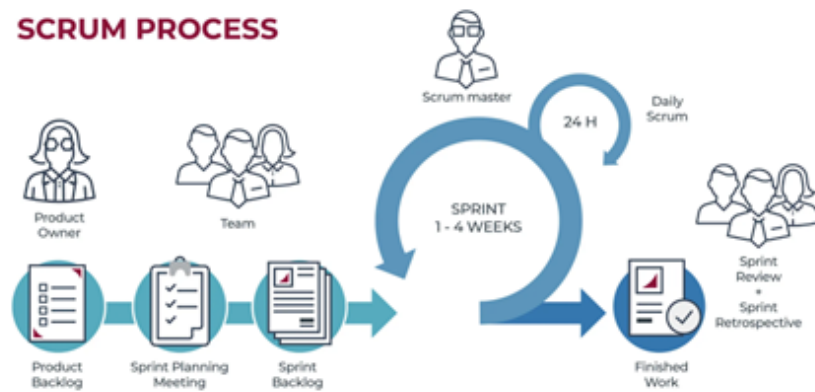 SCRUM PROCESS
Scrum master
24 H
Daily
Scrum
Product
Owner
Team
SPRINT
1 - 4 WEEKS
Sprint
Review
+
Sprint
Retrospective
Product
Backlog
Sprint Planning
Meeting
Sprint
Backlog
Finished
Work